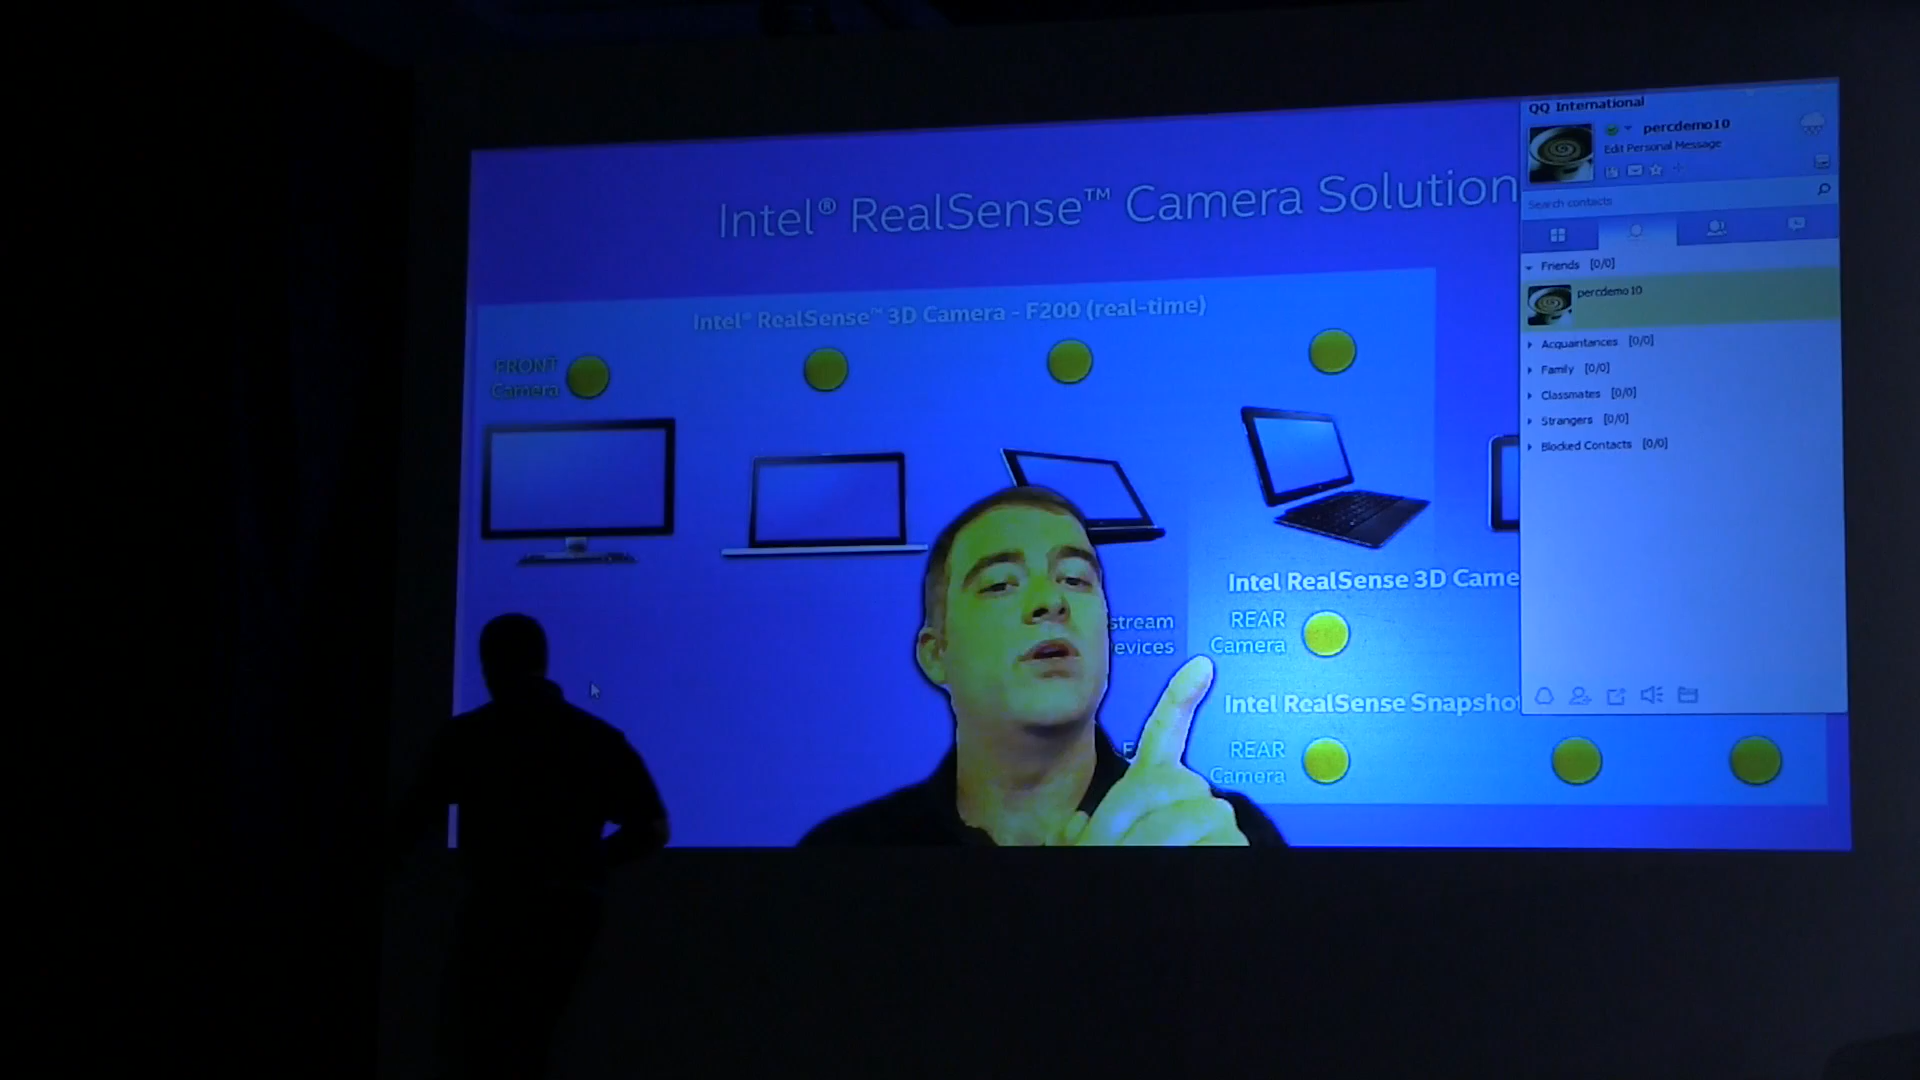 Intel® RealSense™ Camera Solution
Intel® RealSense™ 3D Camera - F200 (real-time)
FRONT
Camera
stream
evices
Intel RealSense 3D Came
REAR
Camera
Intel RealSense Snapshot
REAR
Camera
QQ International
percdemo10
Edit Personal Message
Search contacts
Friends [0/0]
percdemo10
Acquaintances [0/0]
Family [0/0]
Classmates [0/0]
Strangers [0/0]
Blocked Contacts [0/0]